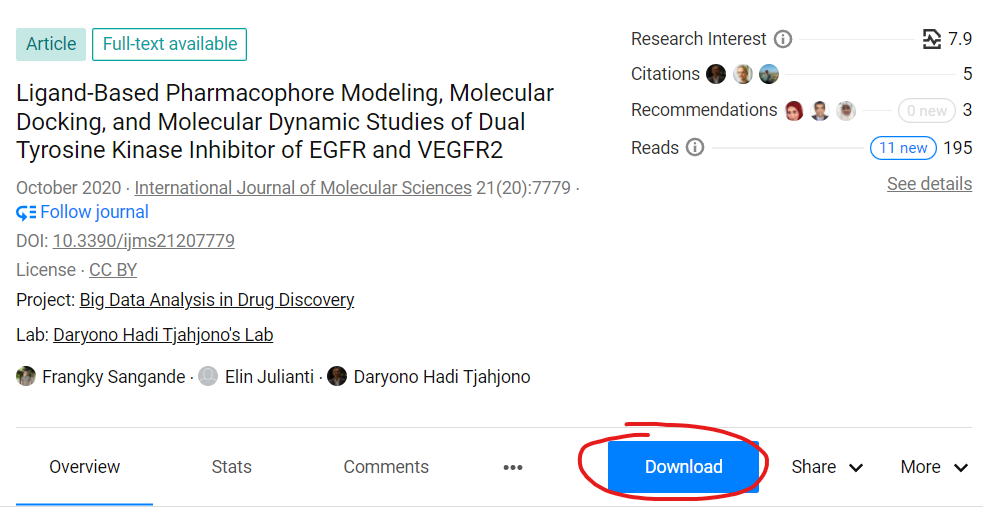 Article
Full-text available
Ligand-Based Pharmacophore Modeling, Molecular
Docking, and Molecular Dynamic Studies of Dual
Tyrosine Kinase Inhibitor of EGFR and VEGFR2
October 2020 · International Journal of Molecular Sciences 21(20):7779 ·
Follow journal
DOI: 10.3390/ijms21207779
License · CC BY
Project: Big Data Analysis in Drug Discovery
Lab: Daryono Hadi Tjahjono's Lab
Frangky Sangande · Elin Julianti · Daryono Hadi Tjahjono
Research Interest 7.9
Citations 5
Recommendations 0 new 3
Reads 11 new 195
See details
Overview Stats Comments ••• Download Share More